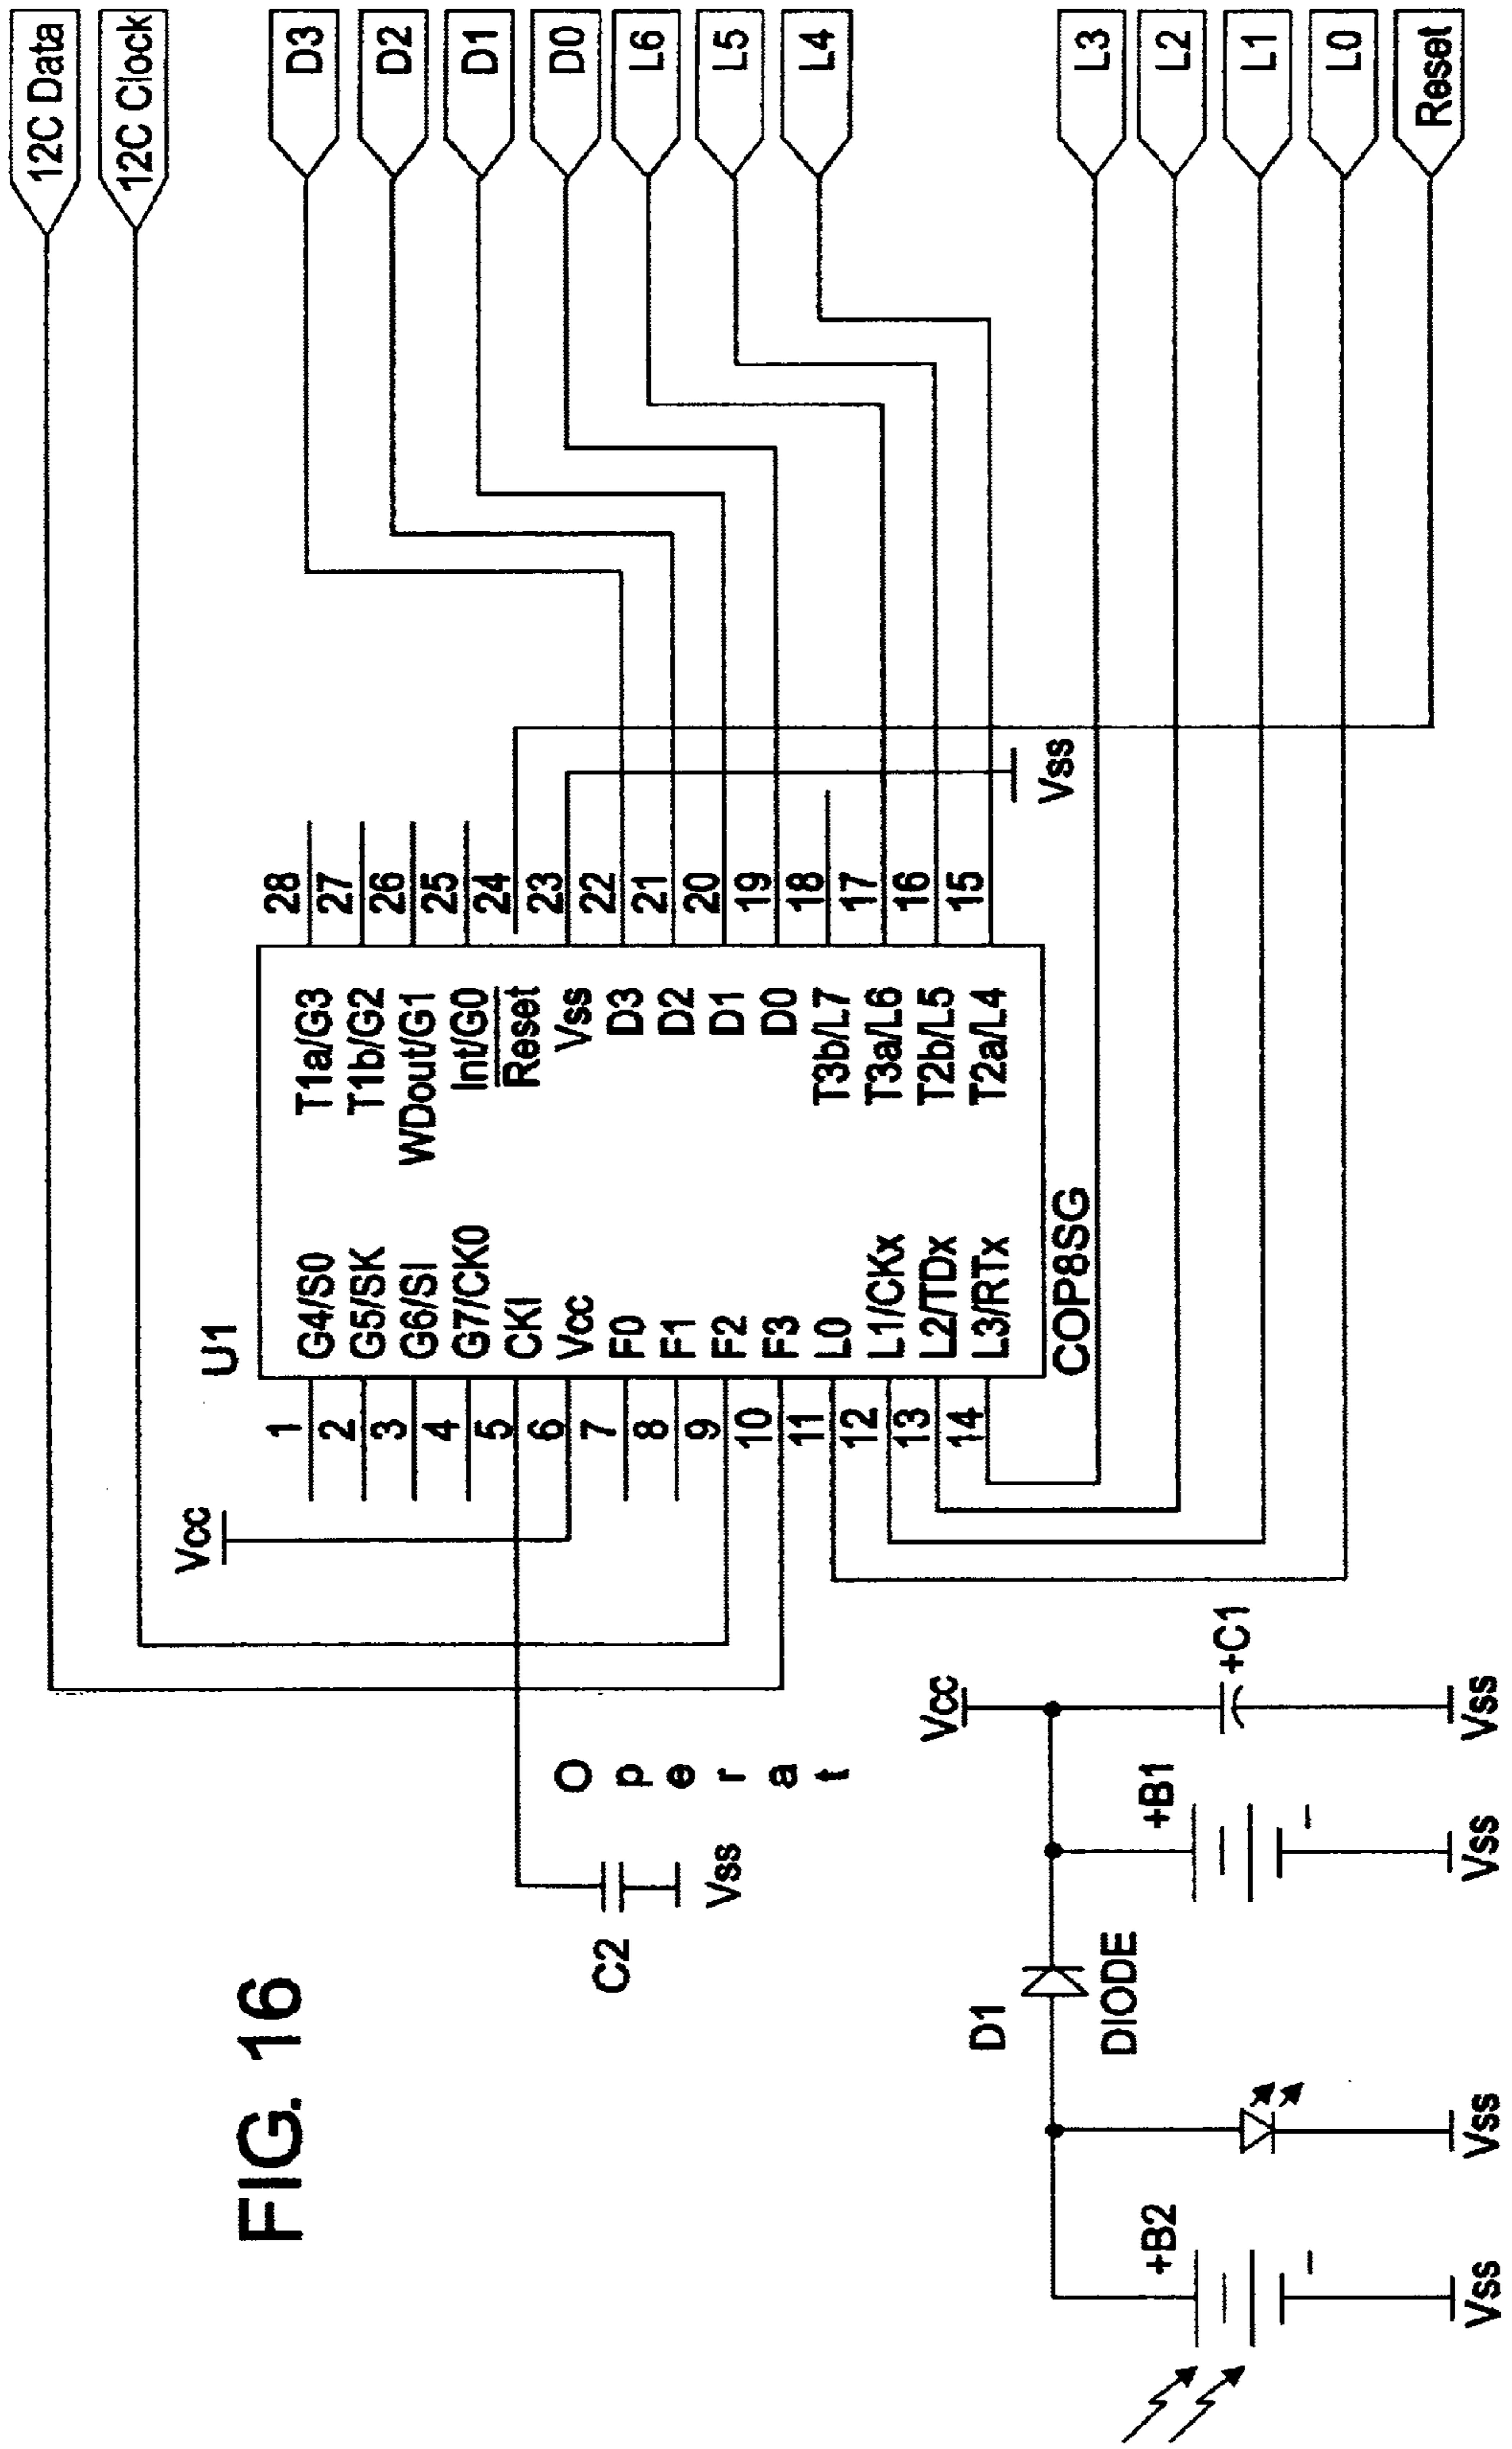 FIG. 16
12C Data
12C Clock
D3
D2
D1
D0
L6
L5
L4
L3
L2
L1
L0
Reset
Vcc
U1
1 G4/S0 T1a/G3 28
2 G5/SK T1b/G2 27
3 G6/SI WDout/G1 26
4 G7/CK0 Int/G0 25
5 CKI Reset 24
6 Vcc Vss 23
7 F0 D3 22
8 F1 D2 21
9 F2 D1 20
10 F3 D0 19
11 L0 T3b/L7 18
12 L1/CKx T3a/L6 17
13 L2/TDx T2b/L5 16
14 L3/RTx T2a/L4 15
COP8SG
Vss
C2
Vss
O
p
e
r
a
t
Vcc
D1
DIODE
+B2
-
+B1
-
+C1
Vss
Vss
Vss
Vss